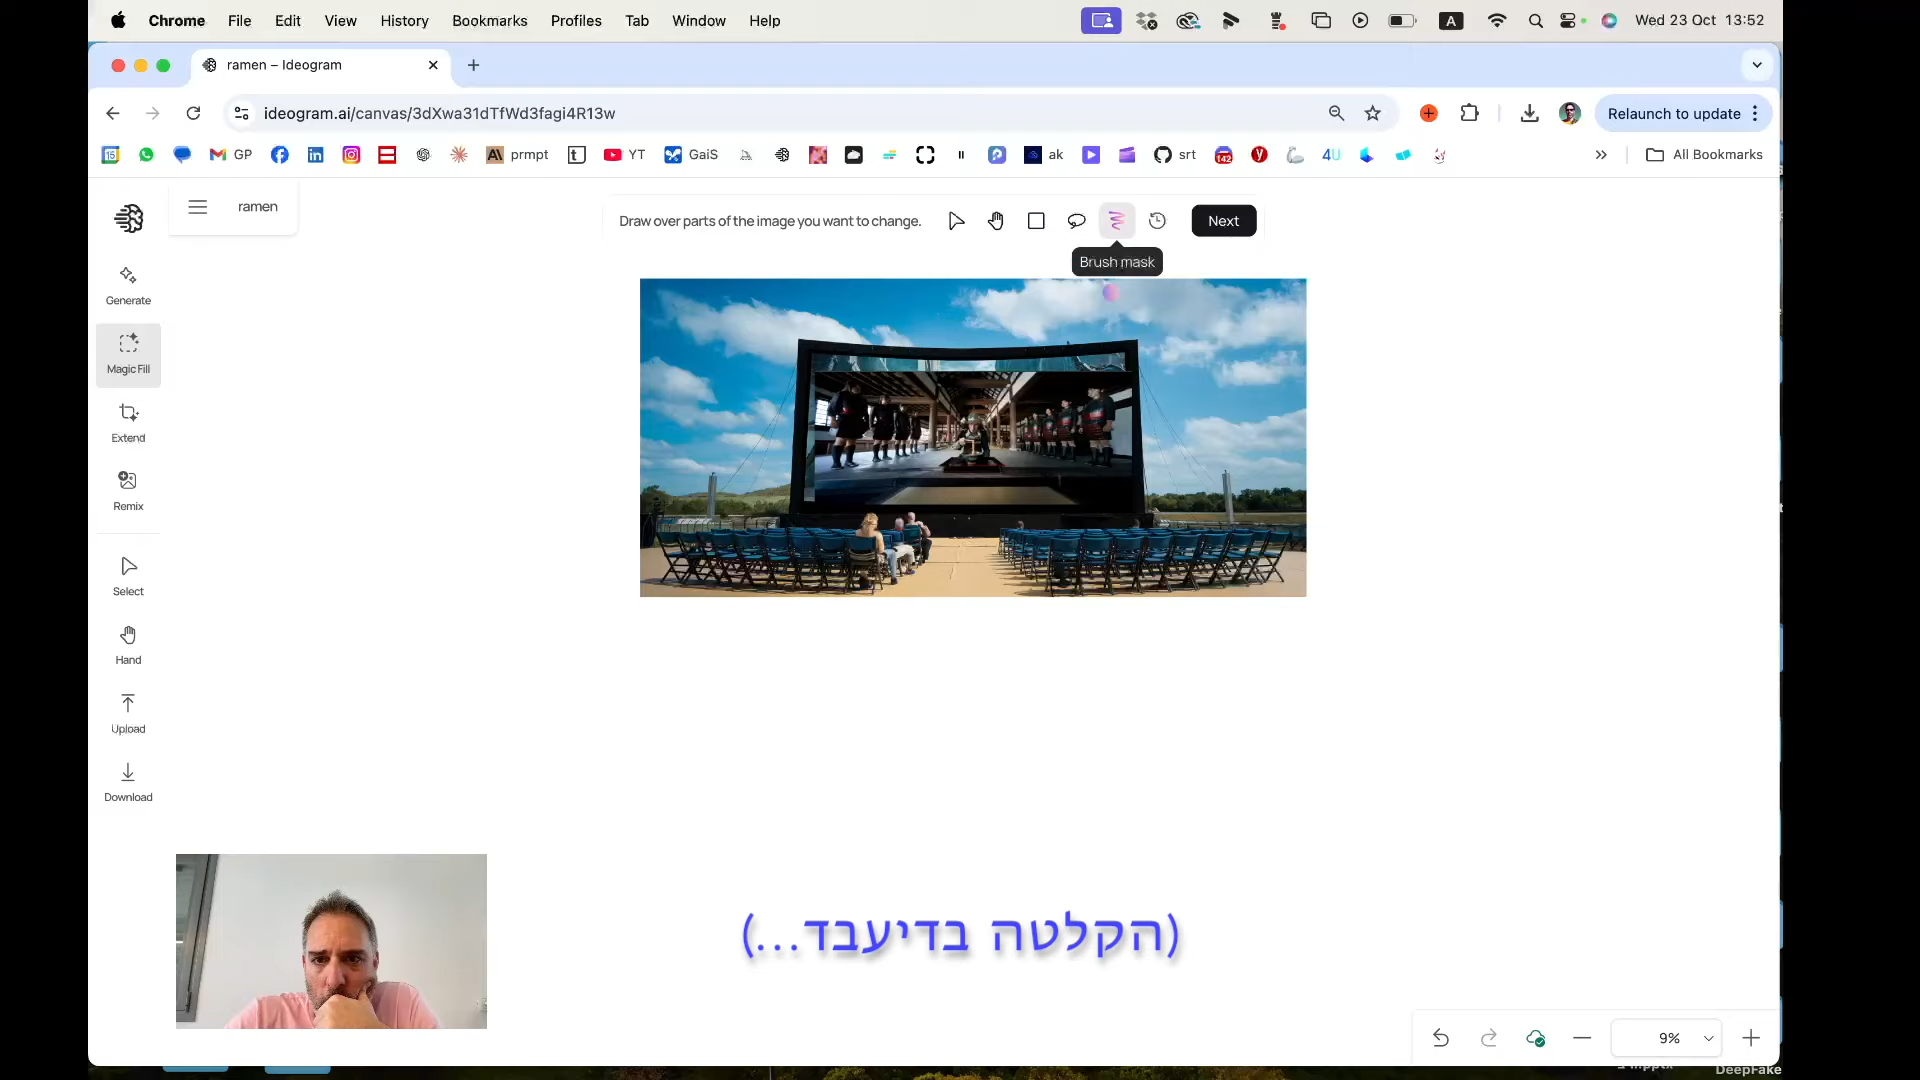 Chrome File Edit View History Bookmarks Profiles Tab Window Help A Wed 23 Oct 13:52
ramen – Ideogram
ideogram.ai/canvas/3dXwa31dTfWd3fagi4R13w
Relaunch to update
15 GP prmpt t YT GaiS ak srt 142 4U All Bookmarks
ramen
Draw over parts of the image you want to change.
Next
Brush mask
Generate
Magic Fill
Extend
Remix
Select
Hand
Upload
Download
(הקלטה בדיעבד...)
9%
DeepFake